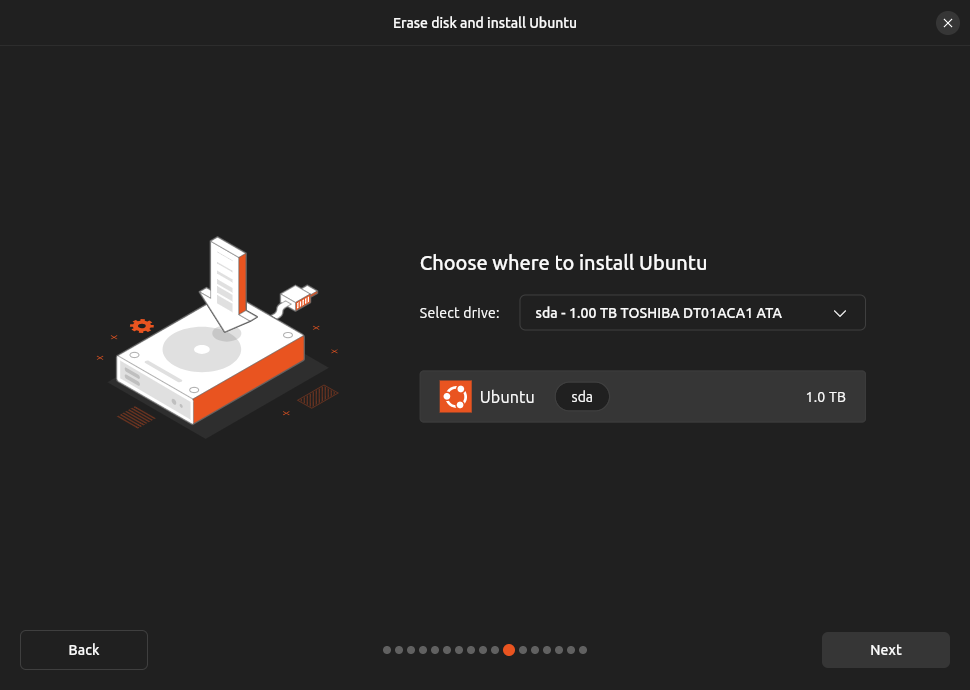 Erase disk and install Ubuntu
Choose where to install Ubuntu
Select drive: sda - 1.00 TB TOSHIBA DT01ACA1 ATA
Ubuntu sda 1.0 TB
Back Next